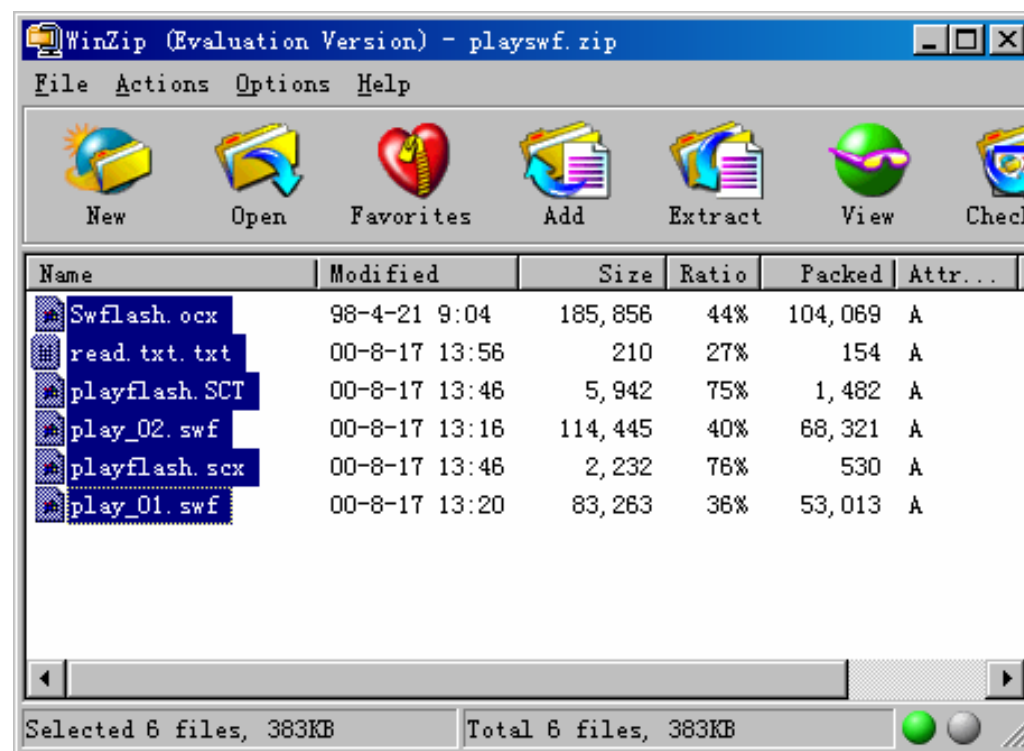 WinZip (Evaluation Version) - playswf.zip
File Actions Options Help
New Open Favorites Add Extract View
Name Modified Size Ratio Packed Attr...
Swflash.ocx 98-4-21 9:04 185,856 44% 104,069 A
read.txt.txt 00-8-17 13:56 210 27% 154 A
playflash.SCT 00-8-17 13:46 5,942 75% 1,482 A
play_02.swf 00-8-17 13:16 114,445 40% 68,321 A
playflash.scx 00-8-17 13:46 2,232 76% 530 A
play_01.swf 00-8-17 13:20 83,263 36% 53,013 A
Selected 6 files, 383KB Total 6 files, 383KB